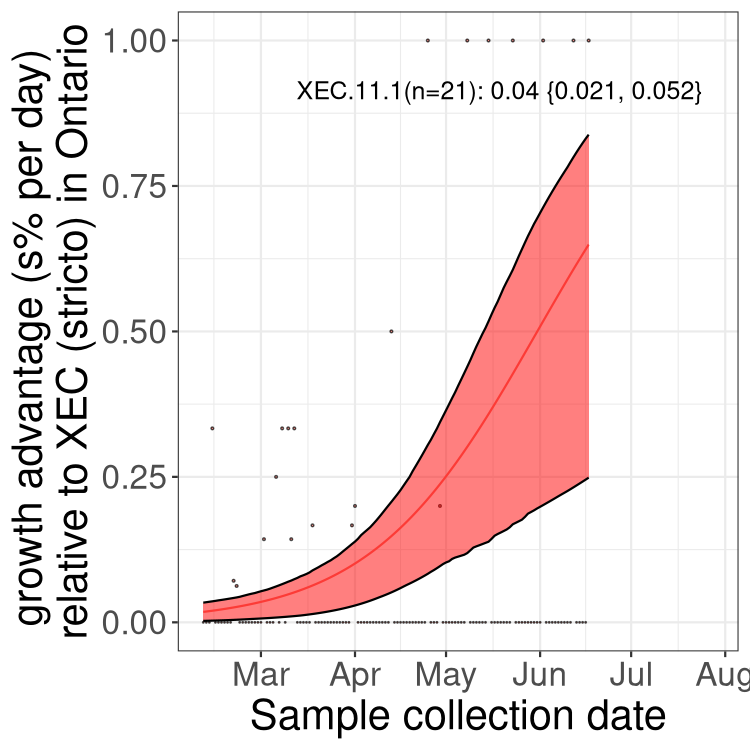 growth advantage (s% per day)
relative to XEC (stricto) in Ontario
1.00
0.75
0.50
0.25
0.00
XEC.11.1(n=21): 0.04 {0.021, 0.052}
Mar Apr May Jun Jul Aug
Sample collection date